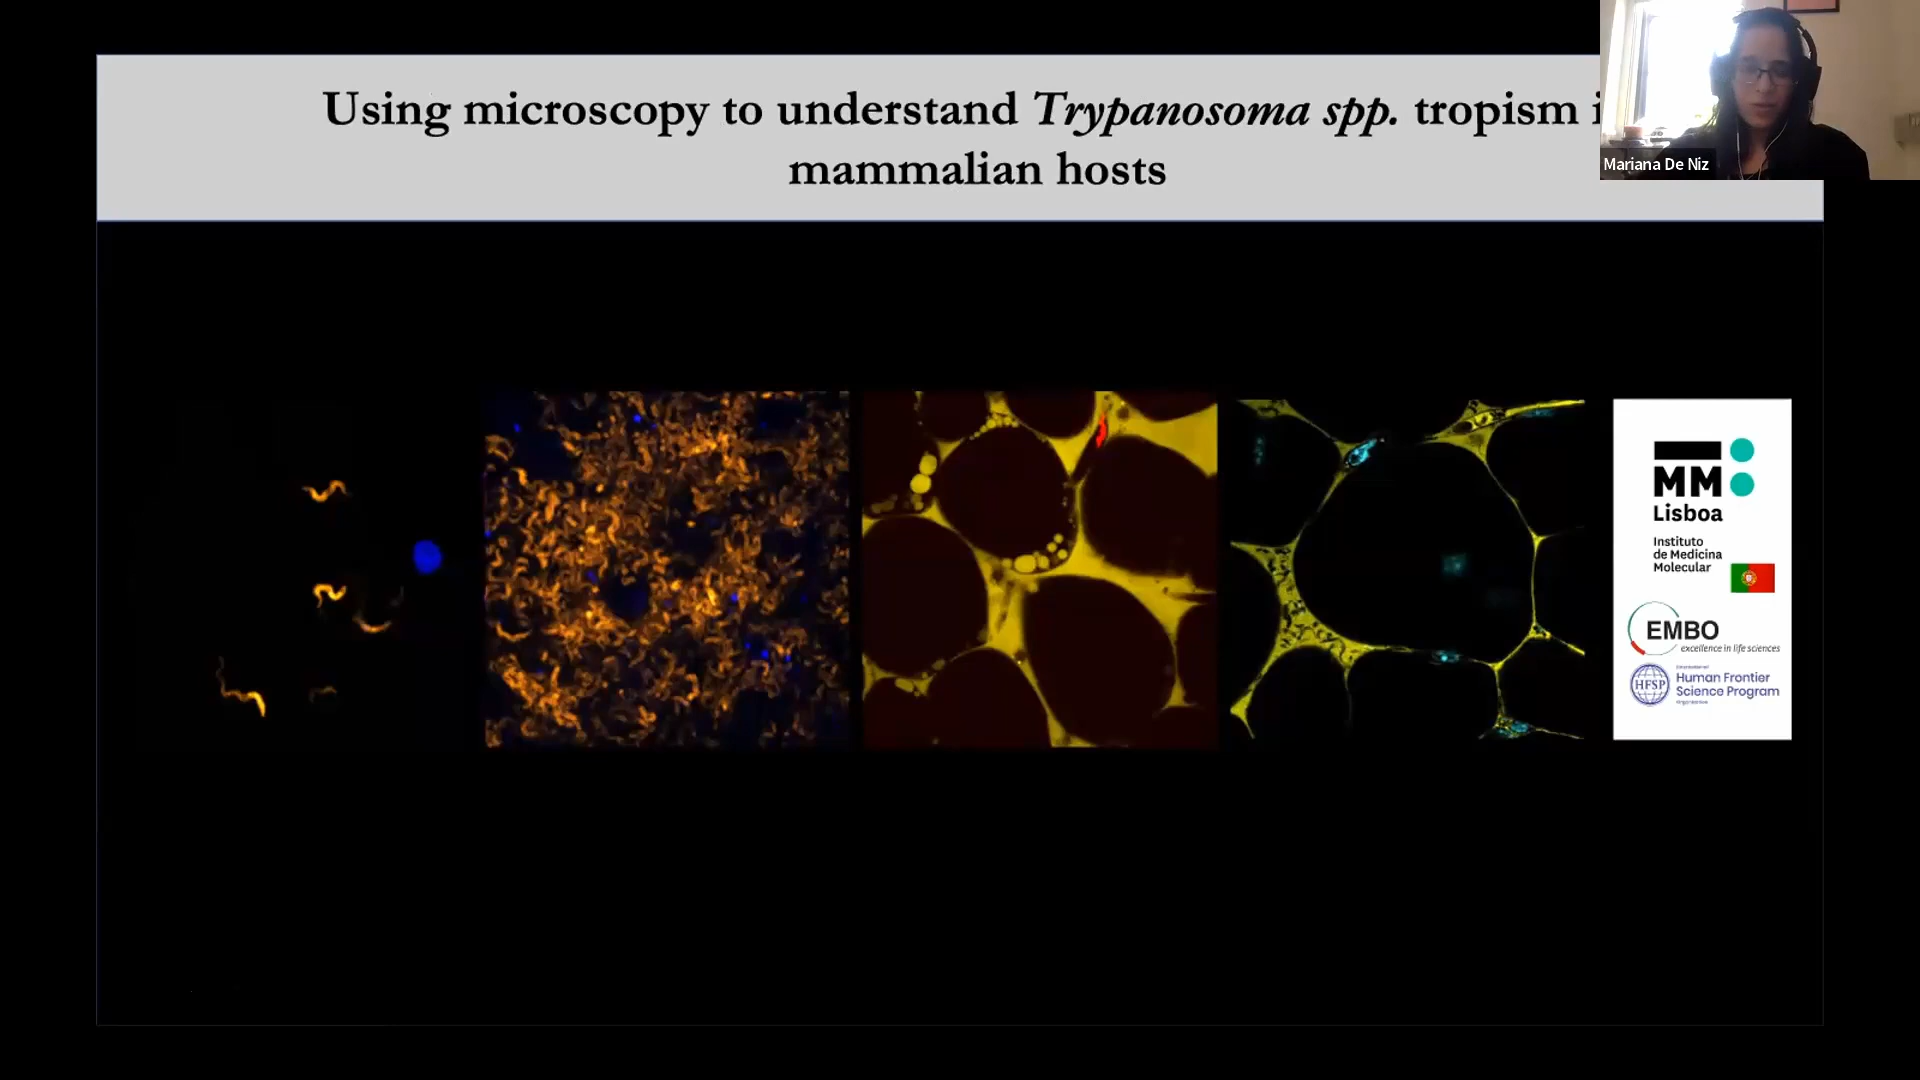 Using microscopy to understand Trypanosoma spp. tropism
mammalian hosts
Mariana De Niz
MM
Lisboa
Instituto
de Medicina
Molecular
EMBO
excellence in life sciences
HFSP
Human Frontier
Science Program